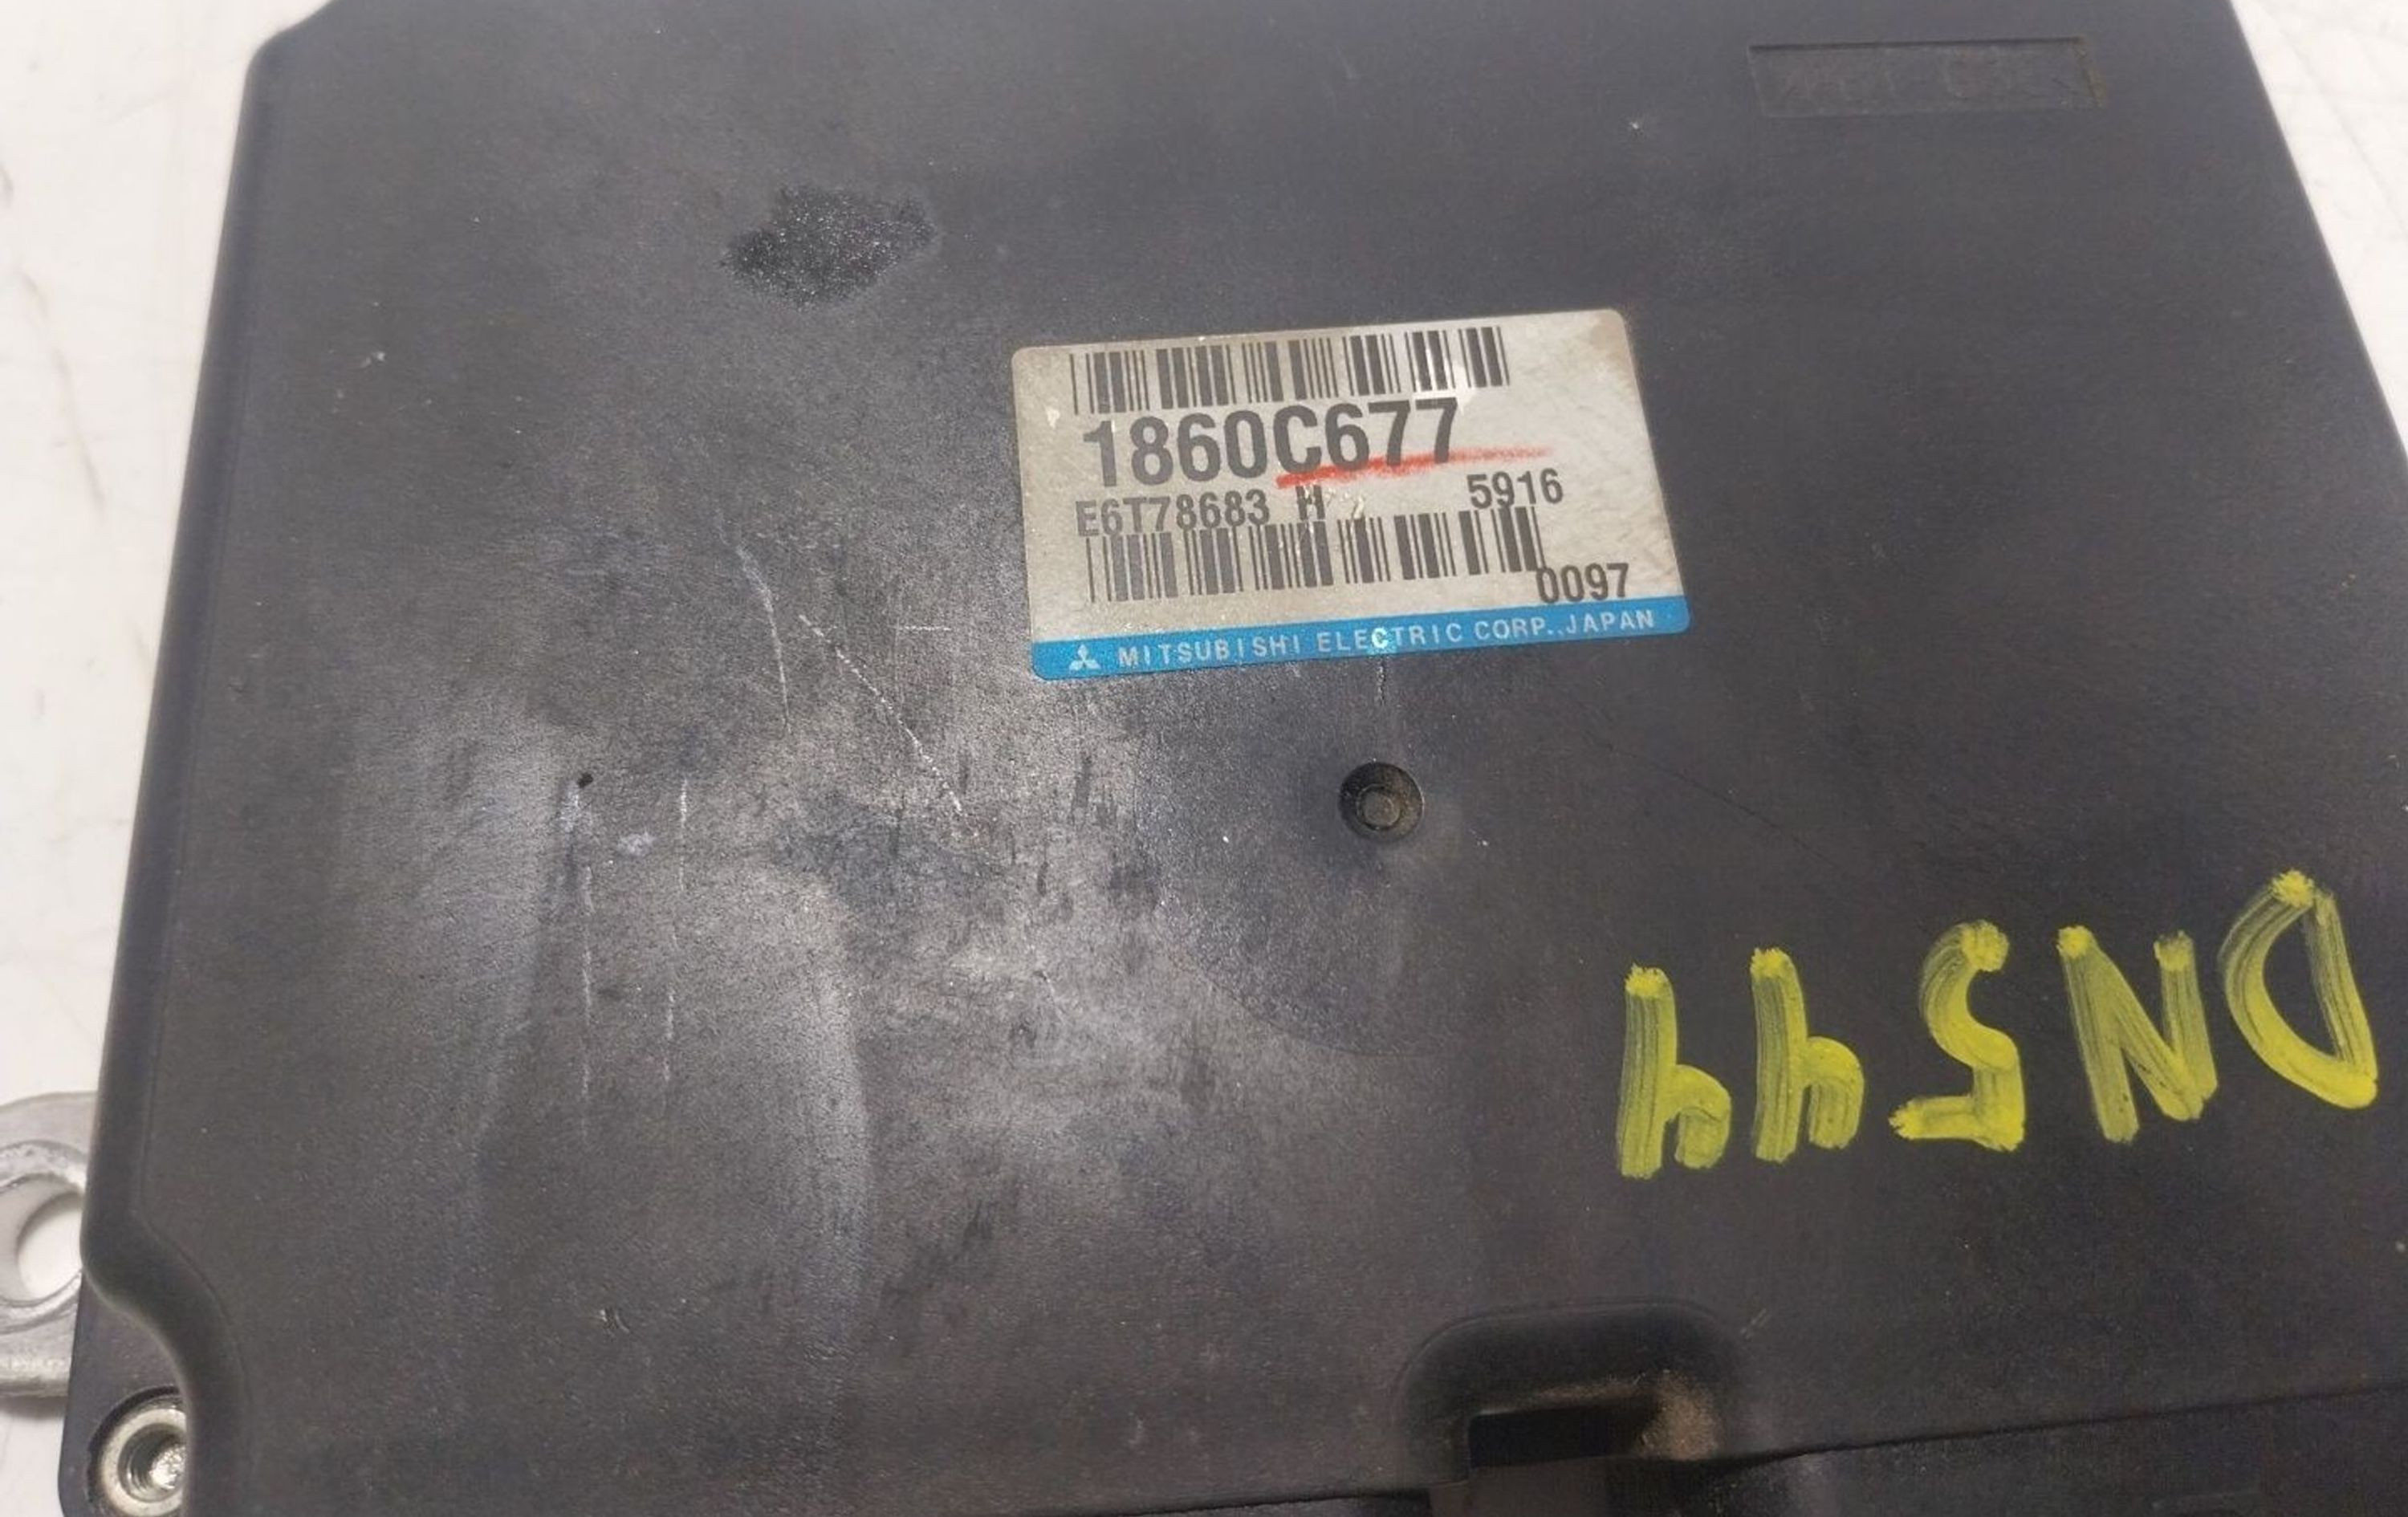 1860C677
E6T78683 H 5916
0097
MITSUBISHI ELECTRIC CORP., JAPAN
DN544